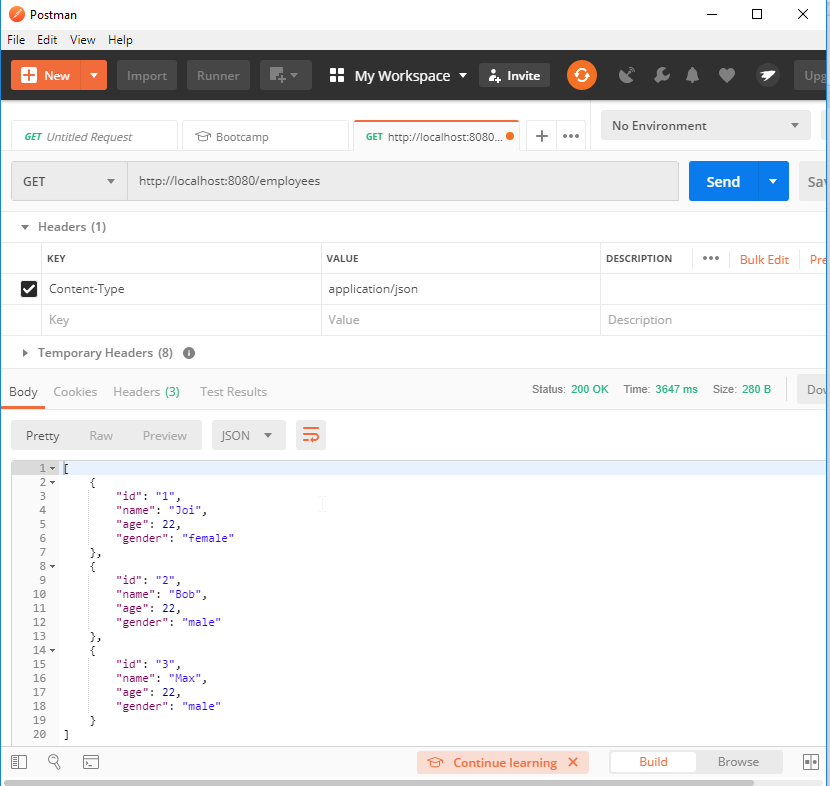 Postman
File Edit View Help
New Import Runner My Workspace Invite Upg
GET Untitled Request Bootcamp GET http://localhost:8080... No Environment
GET http://localhost:8080/employees Send Sav
Headers (1)
KEY VALUE DESCRIPTION ••• Bulk Edit Pre
Content-Type application/json
Key Value Description
Temporary Headers (8)
Body Cookies Headers (3) Test Results Status: 200 OK Time: 3647 ms Size: 280 B Dow
Pretty Raw Preview JSON
1 [
2 {
3 "id": "1",
4 "name": "Joi",
5 "age": 22,
6 "gender": "female"
7 },
8 {
9 "id": "2",
10 "name": "Bob",
11 "age": 22,
12 "gender": "male"
13 },
14 {
15 "id": "3",
16 "name": "Max",
17 "age": 22,
18 "gender": "male"
19 }
20 ]
Continue learning Build Browse